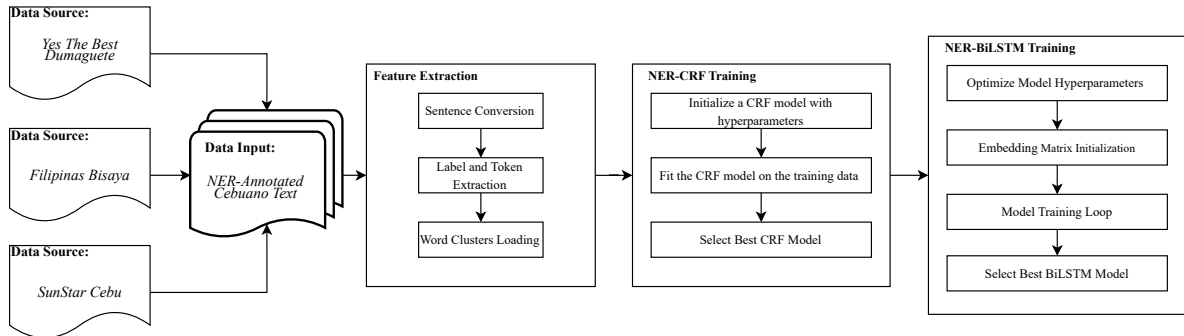 Data Source:
Yes The Best
Dumaguete
Data Source:
Filipinas Bisaya
Data Source:
SunStar Cebu
Data Input:
NER-Annotated
Cebuano Text
Feature Extraction
Sentence Conversion
Label and Token
Extraction
Word Clusters Loading
NER-CRF Training
Initialize a CRF model with
hyperparameters
Fit the CRF model on the training data
Select Best CRF Model
NER-BiLSTM Training
Optimize Model Hyperparameters
Embedding Matrix Initialization
Model Training Loop
Select Best BiLSTM Model